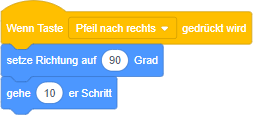 Wenn Taste Pfeil nach rechts gedrückt wird
setze Richtung auf 90 Grad
gehe 10 er Schritt